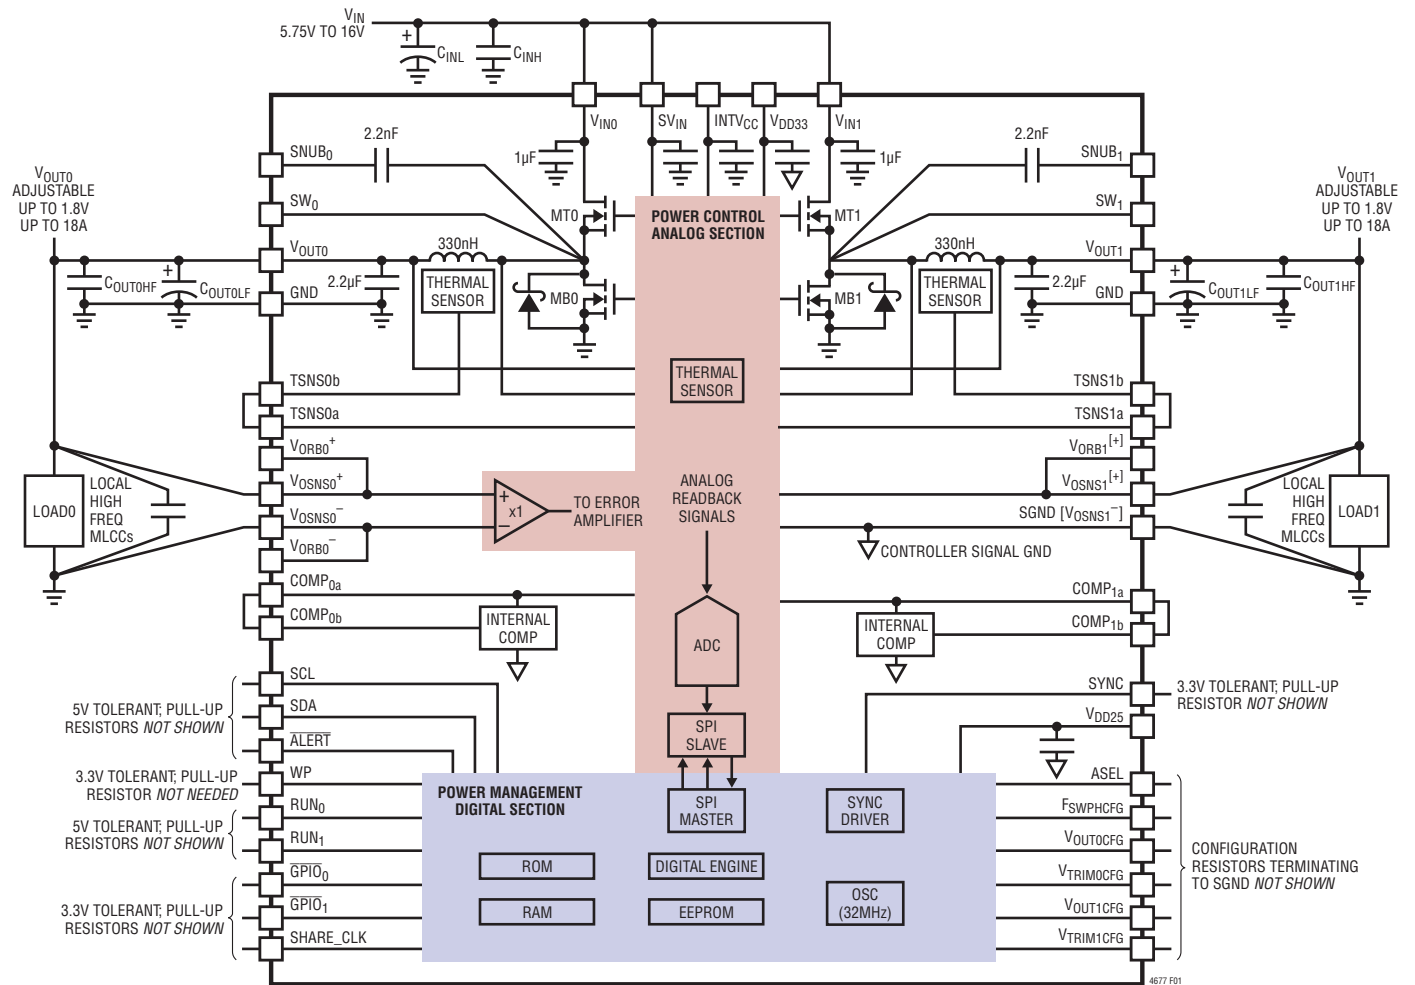 VIN
5.75V TO 16V
+
CINL
CINH
VIN0
SVIN
INTVCC
VDD33
VIN1
2.2nF
2.2nF
SNUB0
SNUB1
1µF
1µF
VOUT0
ADJUSTABLE
UP TO 1.8V
UP TO 18A
VOUT1
ADJUSTABLE
UP TO 1.8V
UP TO 18A
SW0
SW1
MT0
MT1
POWER CONTROL
ANALOG SECTION
330nH
330nH
VOUT0
VOUT1
COUT0HF
+
COUT0LF
2.2µF
THERMAL
SENSOR
MB0
MB1
THERMAL
SENSOR
2.2µF
+
COUT1LF
COUT1HF
GND
GND
THERMAL
SENSOR
TSNS0b
TSNS1b
TSNS0a
TSNS1a
VORB0+
VORB1[+]
VOSNS0+
VOSNS1[+]
LOAD0
LOCAL
HIGH
FREQ
MLCCs
+
x1
−
TO ERROR
AMPLIFIER
ANALOG
READBACK
SIGNALS
LOCAL
HIGH
FREQ
MLCCs
LOAD1
VOSNS0−
SGND [VOSNS1−]
VORB0−
CONTROLLER SIGNAL GND
COMP0a
COMP1a
COMP0b
COMP1b
INTERNAL
COMP
INTERNAL
COMP
ADC
SCL
SYNC
3.3V TOLERANT; PULL-UP
RESISTOR NOT SHOWN
5V TOLERANT; PULL-UP
RESISTORS NOT SHOWN
SDA
VDD25
ALERT
SPI
SLAVE
3.3V TOLERANT; PULL-UP
RESISTOR NOT NEEDED
WP
ASEL
POWER MANAGEMENT
DIGITAL SECTION
SPI
MASTER
SYNC
DRIVER
5V TOLERANT; PULL-UP
RESISTORS NOT SHOWN
RUN0
FSWPHCFG
RUN1
VOUT0CFG
CONFIGURATION
RESISTORS TERMINATING
TO SGND NOT SHOWN
ROM
DIGITAL ENGINE
OSC
(32MHz)
GPIO0
VTRIM0CFG
3.3V TOLERANT; PULL-UP
RESISTORS NOT SHOWN
GPIO1
RAM
EEPROM
VOUT1CFG
SHARE_CLK
VTRIM1CFG
4677 F01